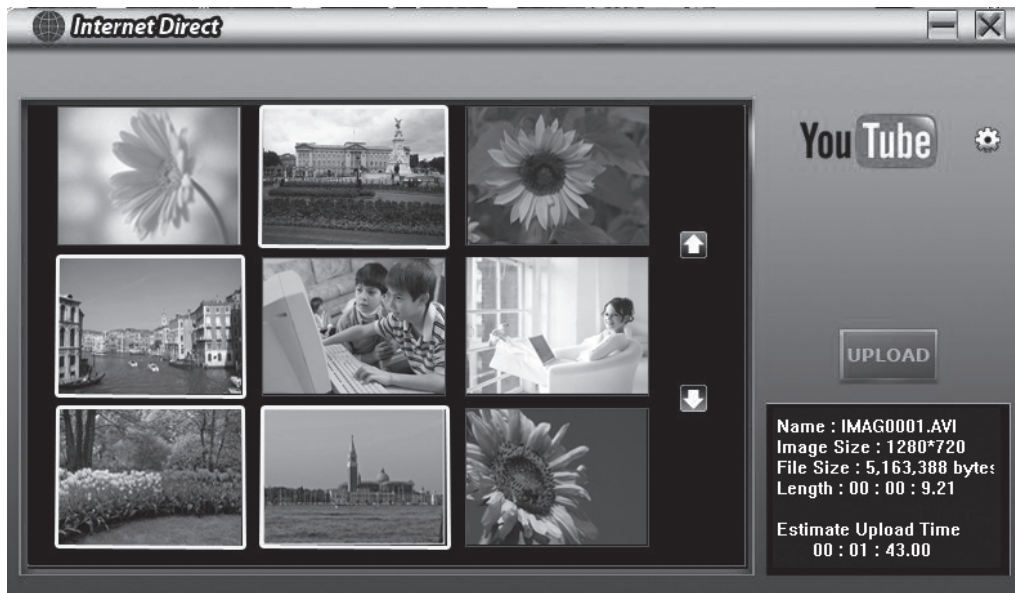 Internet Direct
You Tube
UPLOAD
Name : IMAG0001.AVI
Image Size : 1280*720
File Size : 5,163,388 bytes
Length : 00 : 00 : 9.21
Estimate Upload Time
00 : 01 : 43.00